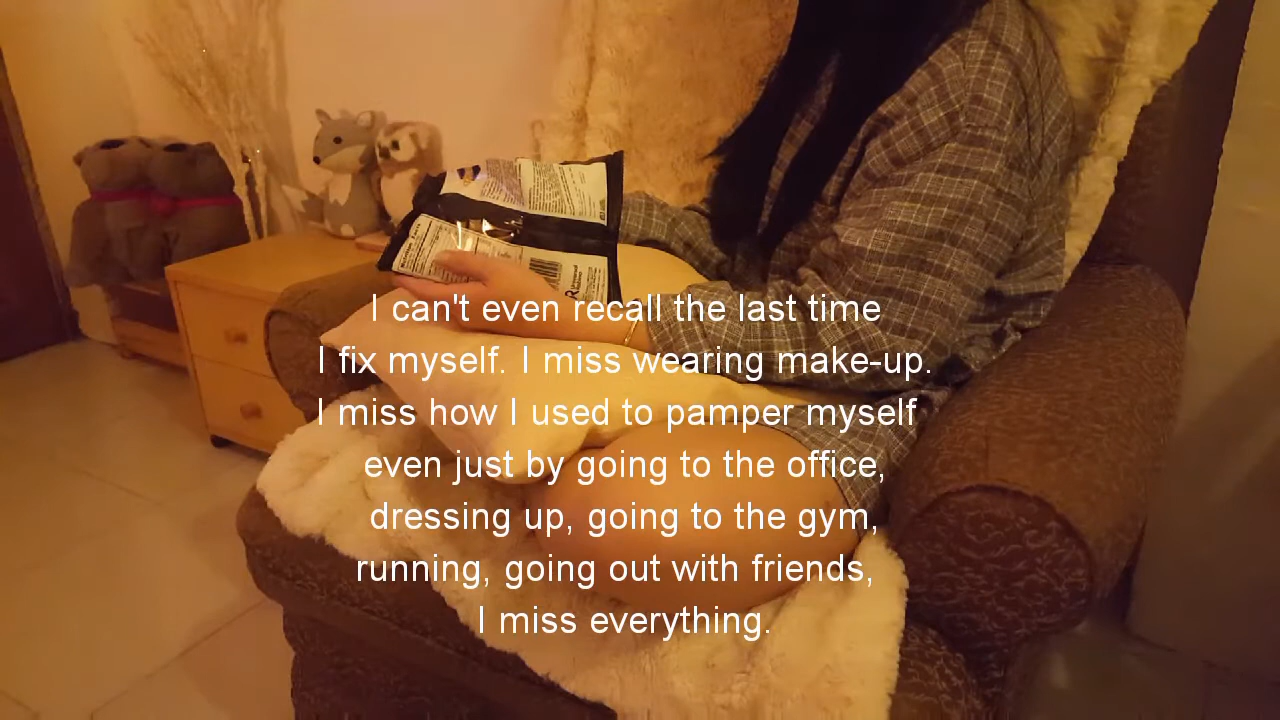 I can't even recall the last time
I fix myself. I miss wearing make-up.
I miss how I used to pamper myself
even just by going to the office,
dressing up, going to the gym,
running, going out with friends,
I miss everything.